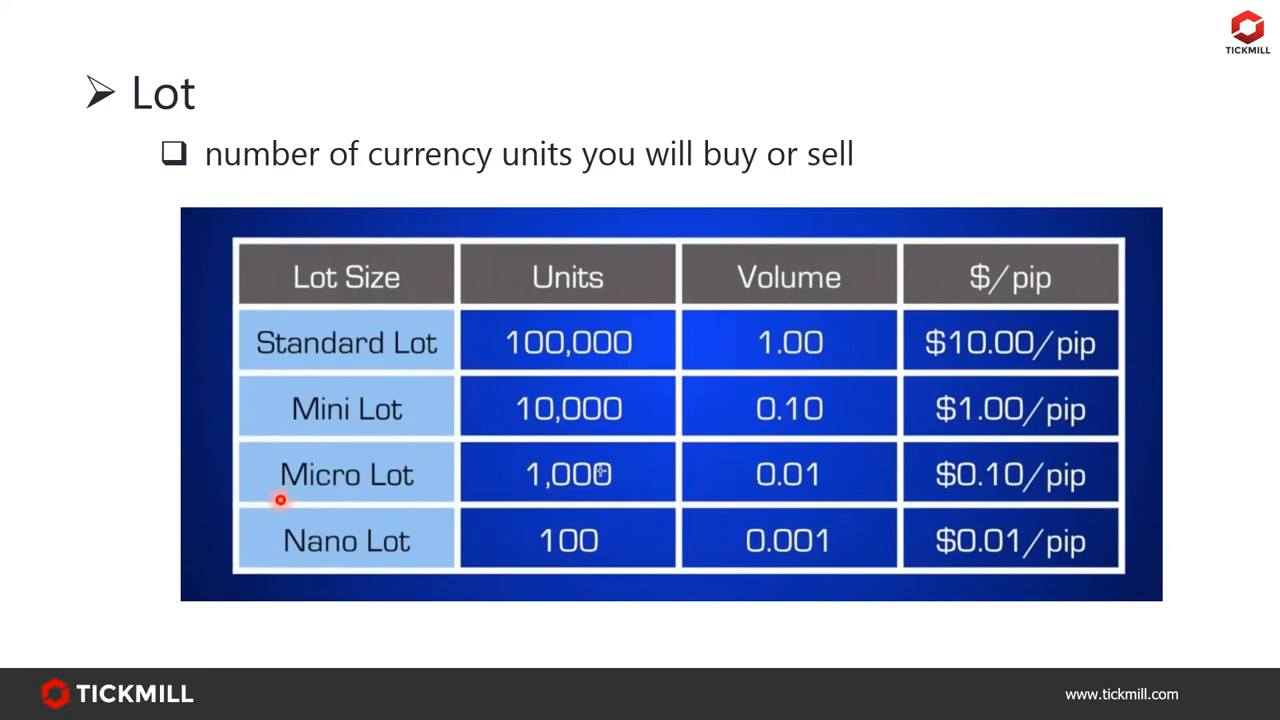 TICKMILL
Lot
number of currency units you will buy or sell
Lot Size Units Volume $/pip
Standard Lot 100,000 1.00 $10.00/pip
Mini Lot 10,000 0.10 $1.00/pip
Micro Lot 1,000 0.01 $0.10/pip
Nano Lot 100 0.001 $0.01/pip
TICKMILL www.tickmill.com